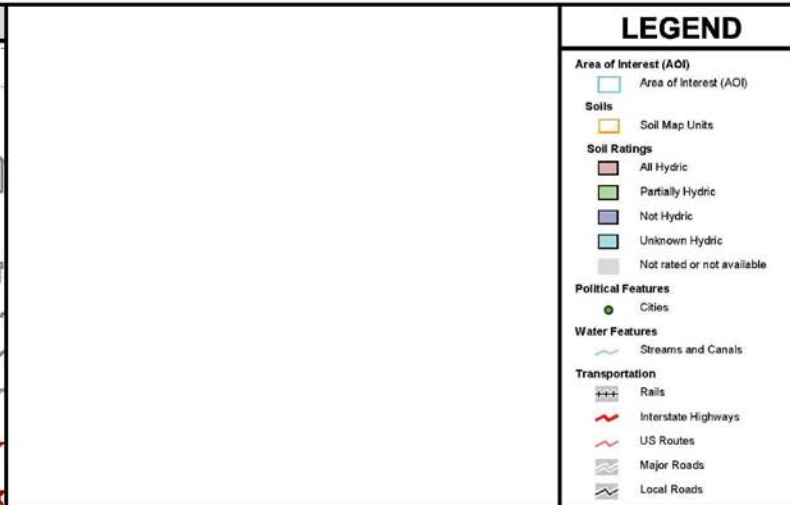 LEGEND
Area of Interest (AOI)
Area of Interest (AOI)
Soils
Soil Map Units
Soil Ratings
All Hydric
Partially Hydric
Not Hydric
Unknown Hydric
Not rated or not available
Political Features
Cities
Water Features
Streams and Canals
Transportation
Rails
Interstate Highways
US Routes
Major Roads
Local Roads